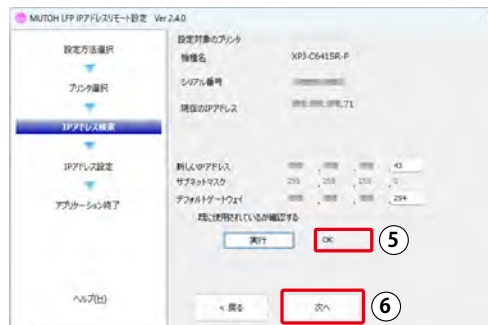 MUTOH LFP IPアドレスリモート設定 Ver 2.4.0
設定方法選択
プリンタ選択
IPアドレス検索
IPアドレス設定
アプリケーション終了
ヘルプ(H)
設定対象のプリンタ
機種名 XPJ-C641SR-P
シリアル番号
現在のIPアドレス .71
新しいIPアドレス . . . 43
サブネットマスク 255 . 255 . 255 . 0
デフォルトゲートウェイ . . . 254
既に使用されているか確認する
実行 OK ⑤
< 戻る 次へ ⑥